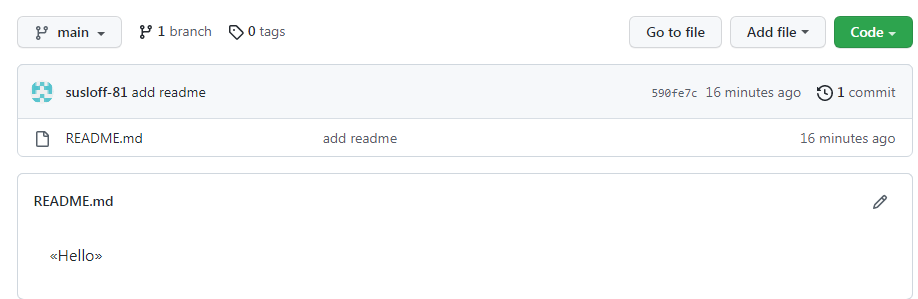 main 1 branch 0 tags Go to file Add file Code
susloff-81 add readme 590fe7c 16 minutes ago 1 commit
README.md add readme 16 minutes ago
README.md
«Hello»